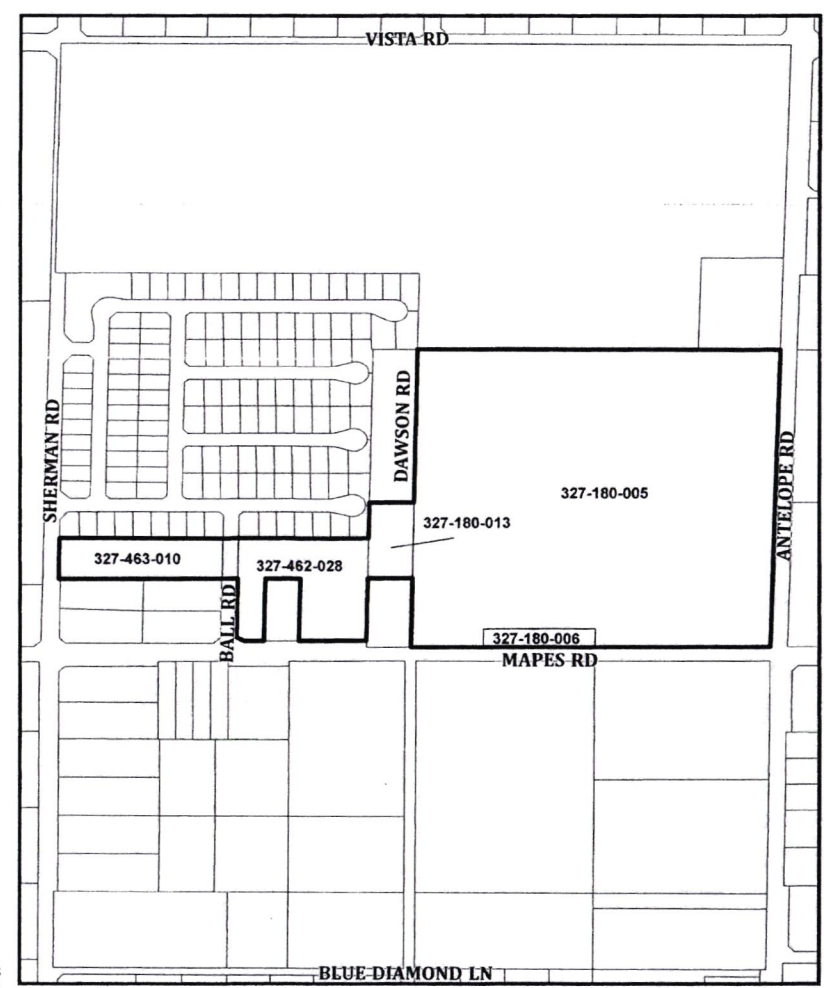 VISTA RD
DAWSON RD
SHERMAN RD
ANTELOPE RD
327-180-005
327-180-013
327-463-010
327-462-028
BALL RD
327-180-006
MAPES RD
BLUE DIAMOND LN